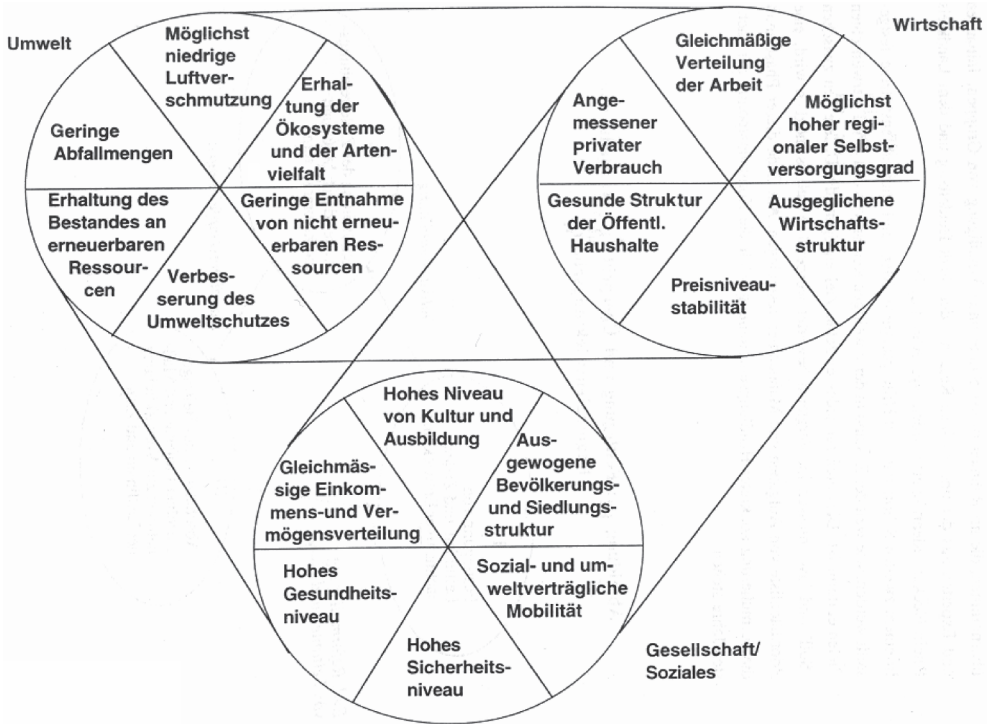 Umwelt
Möglichst
niedrige
Luftver-
schmutzung
Erhal-
tung der
Ökosysteme
und der Arten-
vielfalt
Geringe
Abfallmengen
Erhaltung des
Bestandes an
erneuerbaren
Ressour-
cen
Geringe Entnahme
von nicht erneu-
erbaren Res-
sourcen
Verbes-
serung des
Umweltschutzes
Wirtschaft
Gleichmäßige
Verteilung
der Arbeit
Ange-
messener
privater
Verbrauch
Möglichst
hoher regi-
onaler Selbst-
versorgungsgrad
Gesunde Struktur
der Öffentl.
Haushalte
Ausgeglichene
Wirtschafts-
struktur
Preisniveau-
stabilität
Hohes Niveau
von Kultur und
Ausbildung
Gleichmäs-
sige Einkom-
mens-und Ver-
mögensverteilung
Aus-
gewogene
Bevölkerungs-
und Siedlungs-
struktur
Hohes
Gesundheits-
niveau
Sozial- und um-
weltverträgliche
Mobilität
Hohes
Sicherheits-
niveau
Gesellschaft/
Soziales